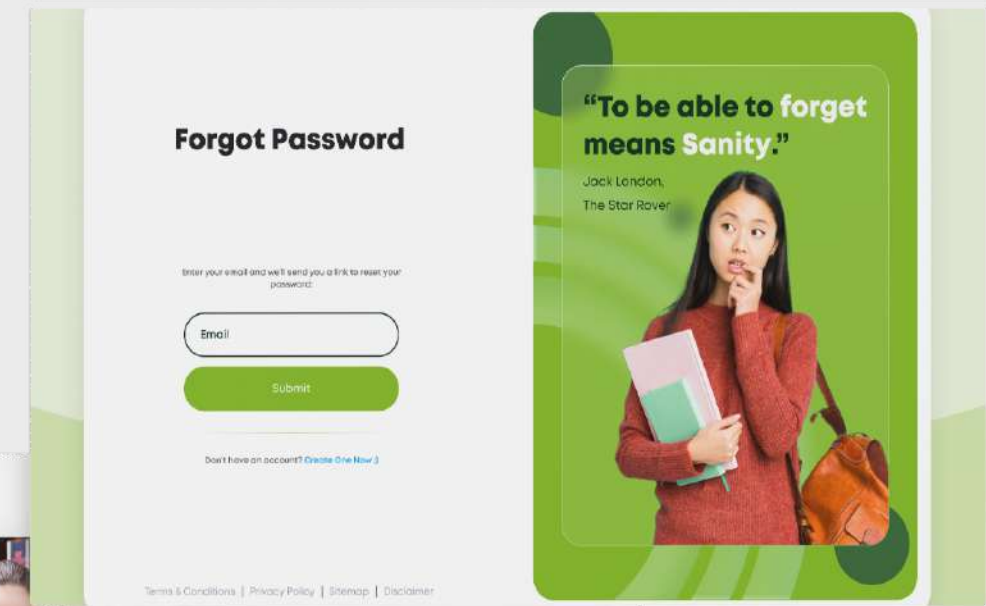 Forgot Password
Enter your email and we'll send you a link to reset your
password:
Email
Submit
Don't have an account? Create One Now :)
Terms & Conditions | Privacy Policy | Sitemap | Disclaimer
“To be able to forget
means Sanity.”
Jack London,
The Star Rover